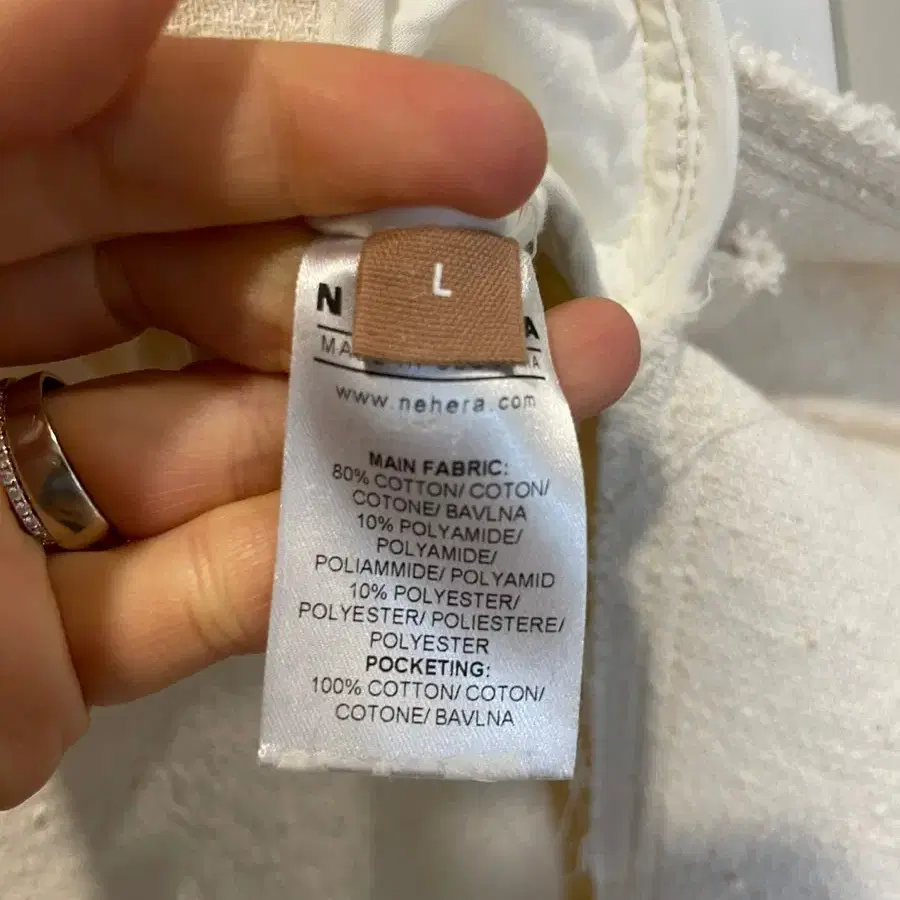 L
N A
www.nehera.com
MAIN FABRIC:
80% COTTON/ COTON/
COTONE/ BAVLNA
10% POLYAMIDE/
POLYAMIDE/
POLIAMMIDE/ POLYAMID
10% POLYESTER/
POLYESTER/ POLIESTERE/
POLYESTER
POCKETING:
100% COTTON/ COTON/
COTONE/ BAVLNA